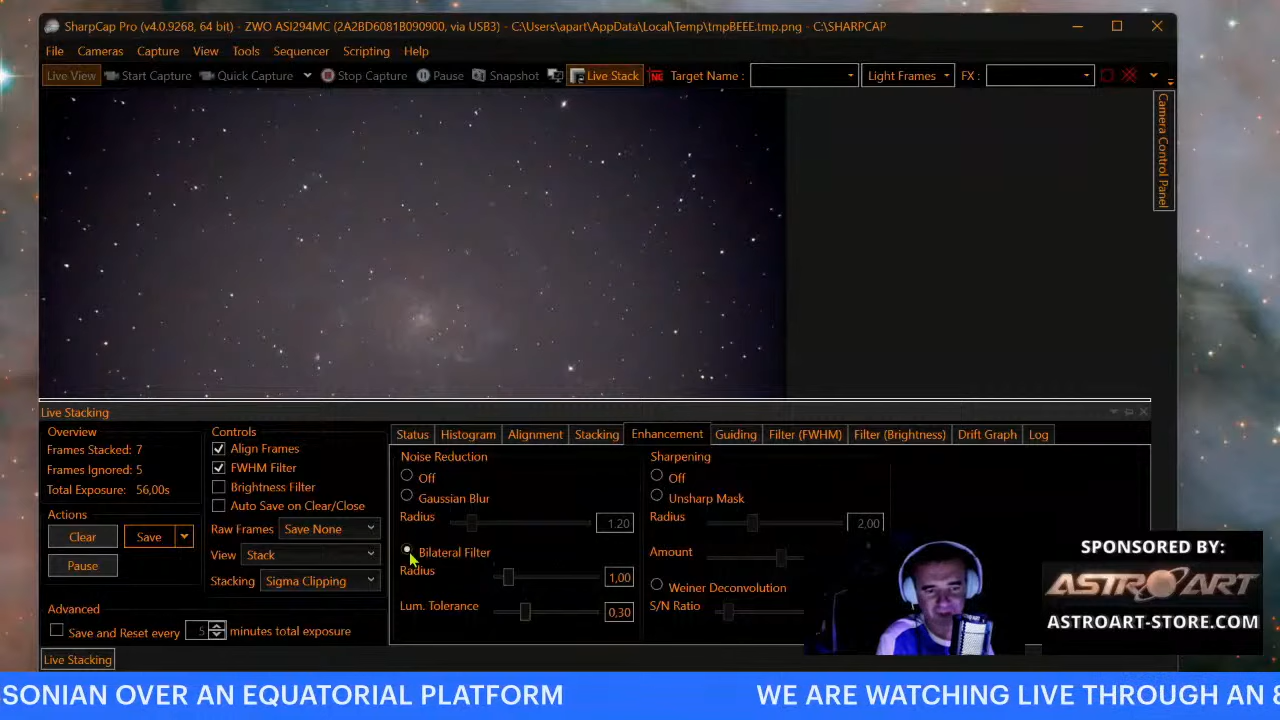 SharpCap Pro (v4.0.9268, 64 bit) - ZWO ASI294MC (2A2BD6081B090900, via USB3) - C:\Users\apart\AppData\Local\Temp\tmpBEEE.tmp.png - C:\SHARPCAP
File Cameras Capture View Tools Sequencer Scripting Help
Live View Start Capture Quick Capture Stop Capture Pause Snapshot Live Stack Target Name : Light Frames FX :
Camera Control Panel
Live Stacking
Overview
Frames Stacked: 7
Frames Ignored: 5
Total Exposure: 56,00s
Actions
Clear Save
Pause
Advanced
Save and Reset every 5 minutes total exposure
Controls
Align Frames
FWHM Filter
Brightness Filter
Auto Save on Clear/Close
Raw Frames Save None
View Stack
Stacking Sigma Clipping
Status Histogram Alignment Stacking Enhancement Guiding Filter (FWHM) Filter (Brightness) Drift Graph Log
Noise Reduction
Off
Gaussian Blur
Radius 1.20
Bilateral Filter
Radius 1,00
Lum. Tolerance 0,30
Sharpening
Off
Unsharp Mask
Radius 2,00
Amount
Weiner Deconvolution
S/N Ratio
Live Stacking
SPONSORED BY:
ASTROART
ASTROART-STORE.COM
SONIAN OVER AN EQUATORIAL PLATFORM WE ARE WATCHING LIVE THROUGH AN 8